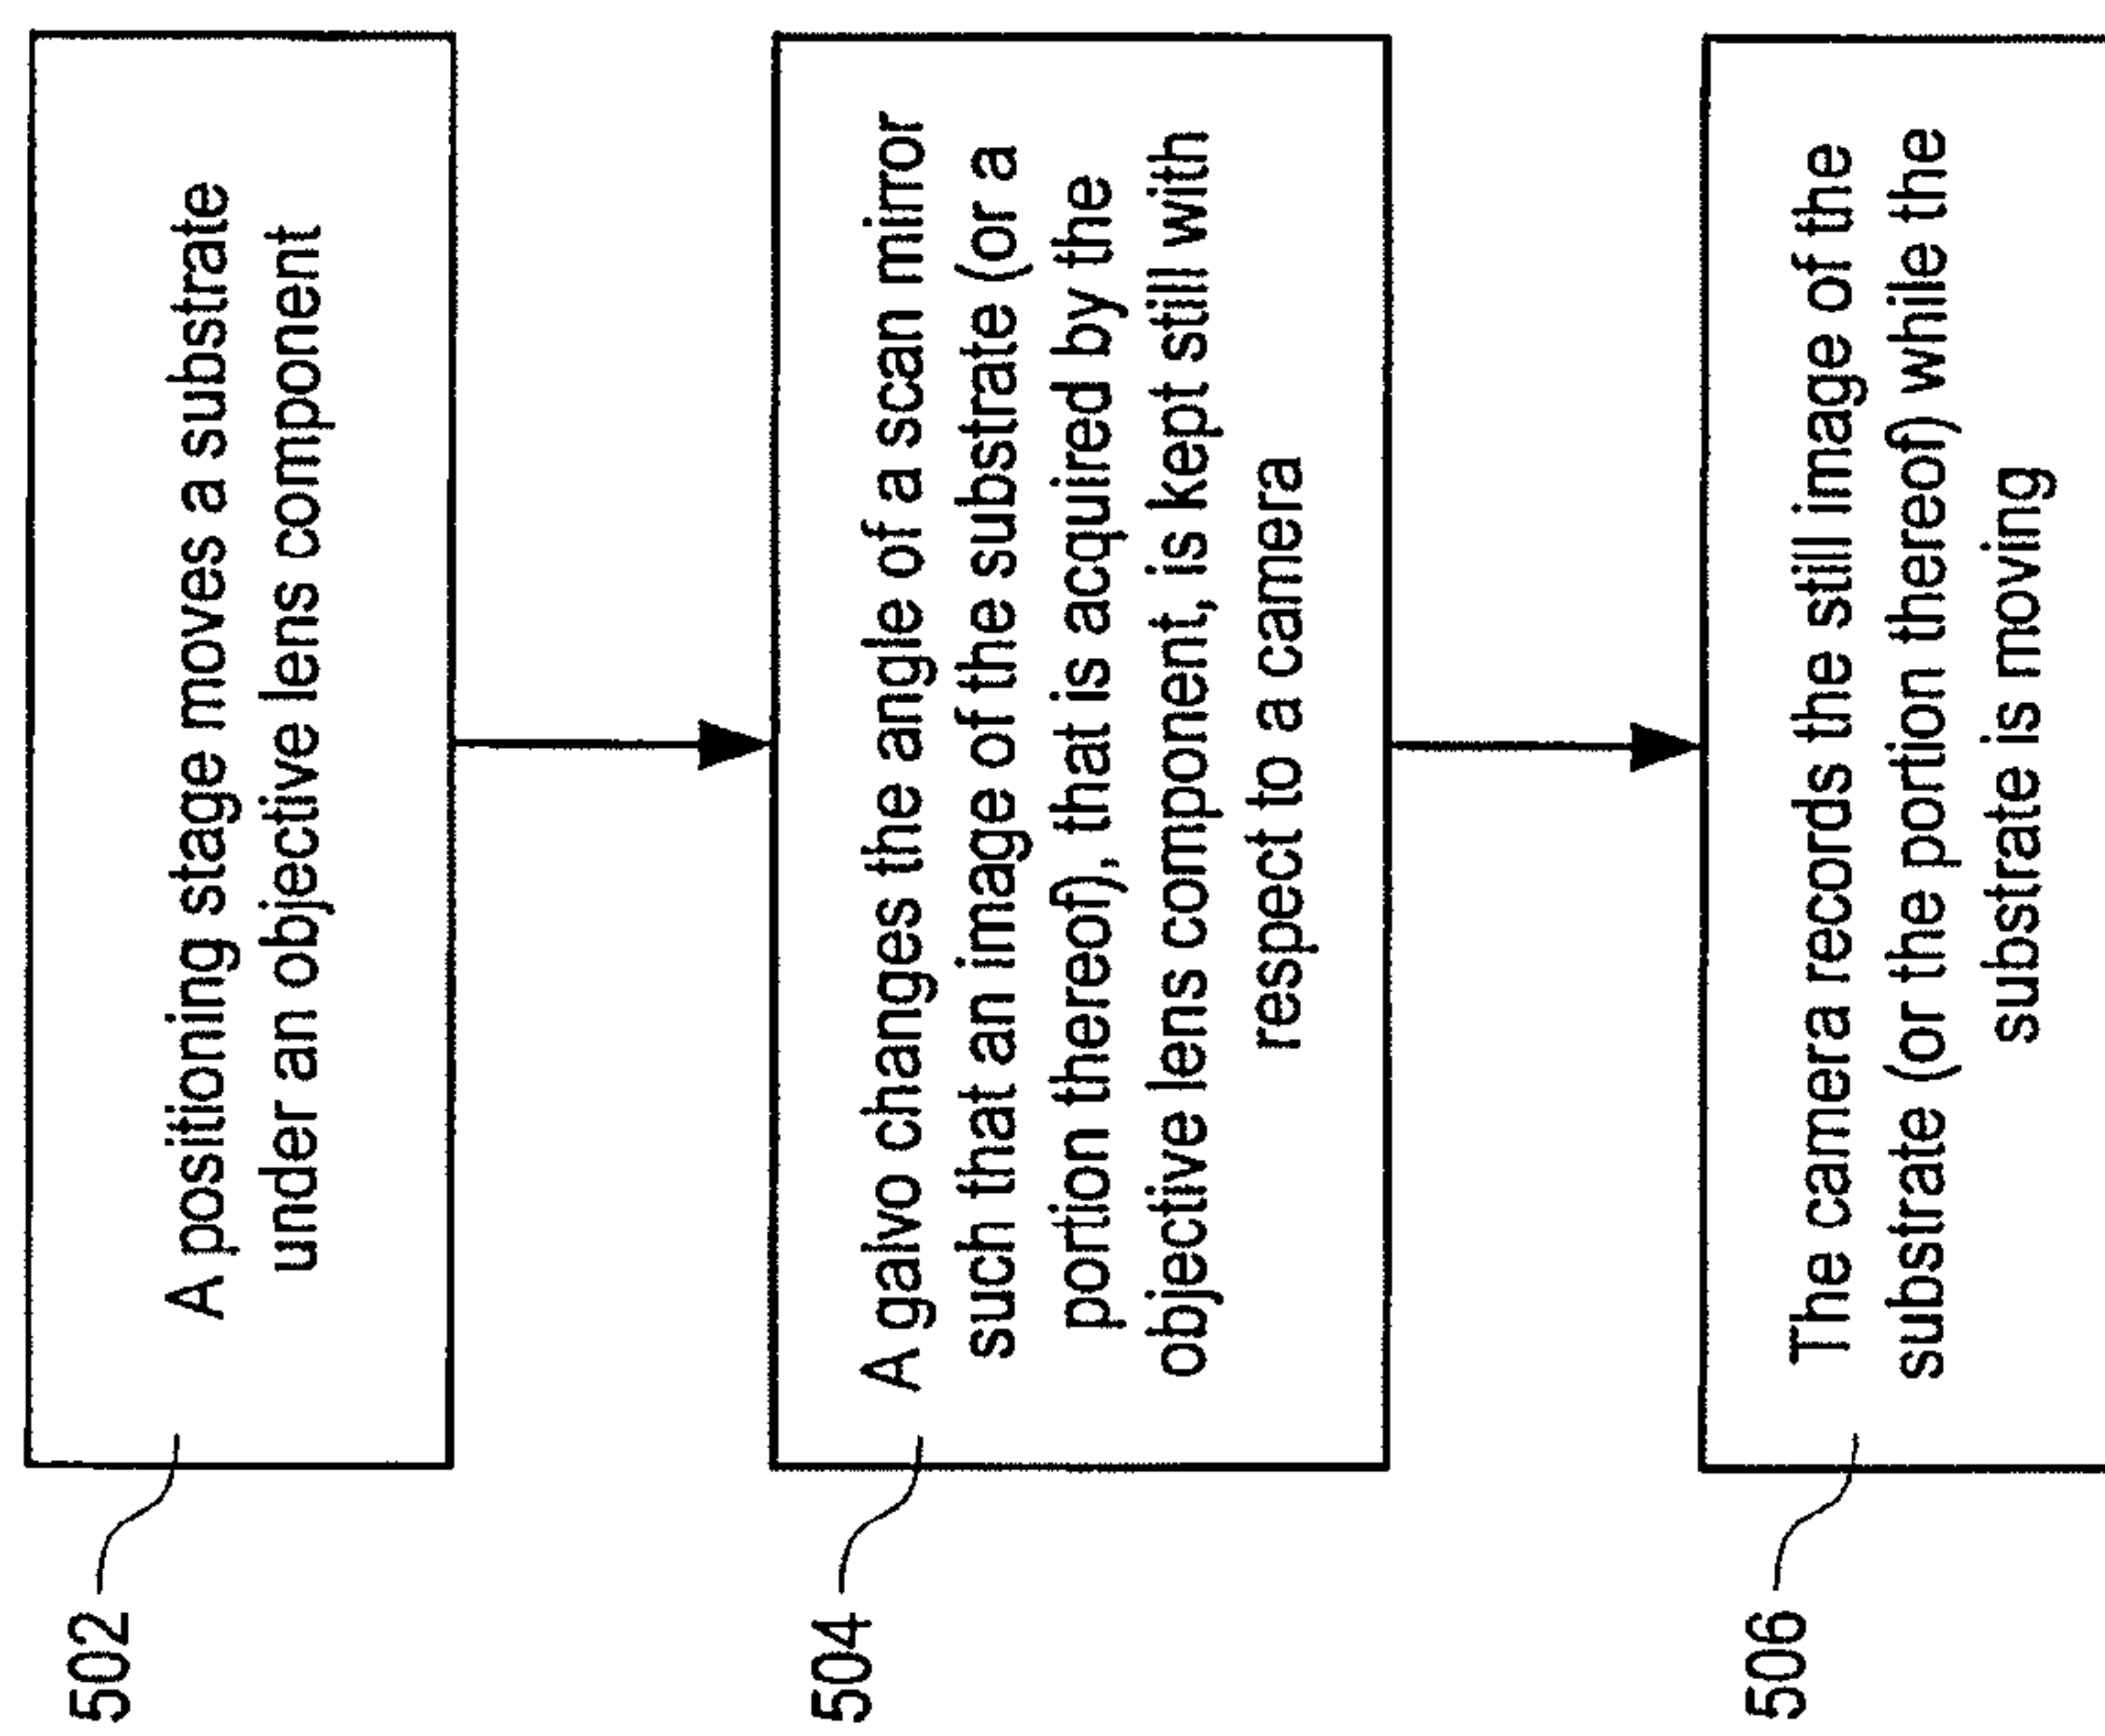 502
A positioning stage moves a substrate
under an objective lens component
504
A galvo changes the angle of a scan mirror
such that an image of the substrate (or a
portion thereof), that is acquired by the
objective lens component, is kept still with
respect to a camera
506
The camera records the still image of the
substrate (or the portion thereof) while the
substrate is moving